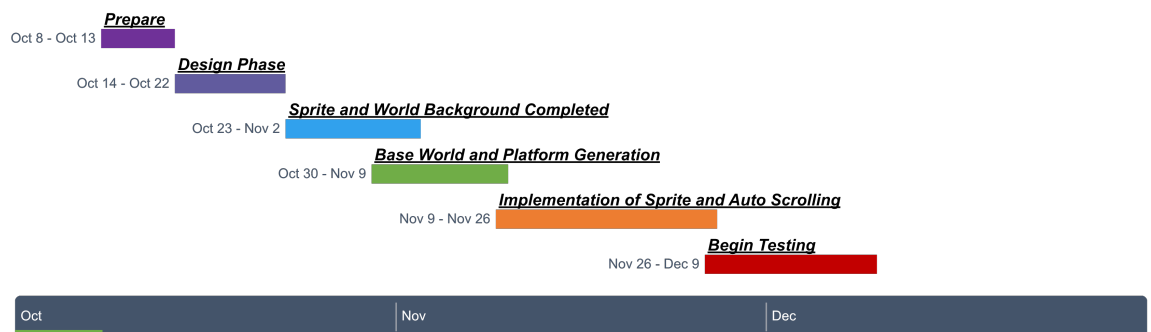 Prepare
Oct 8 - Oct 13
Design Phase
Oct 14 - Oct 22
Sprite and World Background Completed
Oct 23 - Nov 2
Base World and Platform Generation
Oct 30 - Nov 9
Implementation of Sprite and Auto Scrolling
Nov 9 - Nov 26
Begin Testing
Nov 26 - Dec 9
Oct Nov Dec